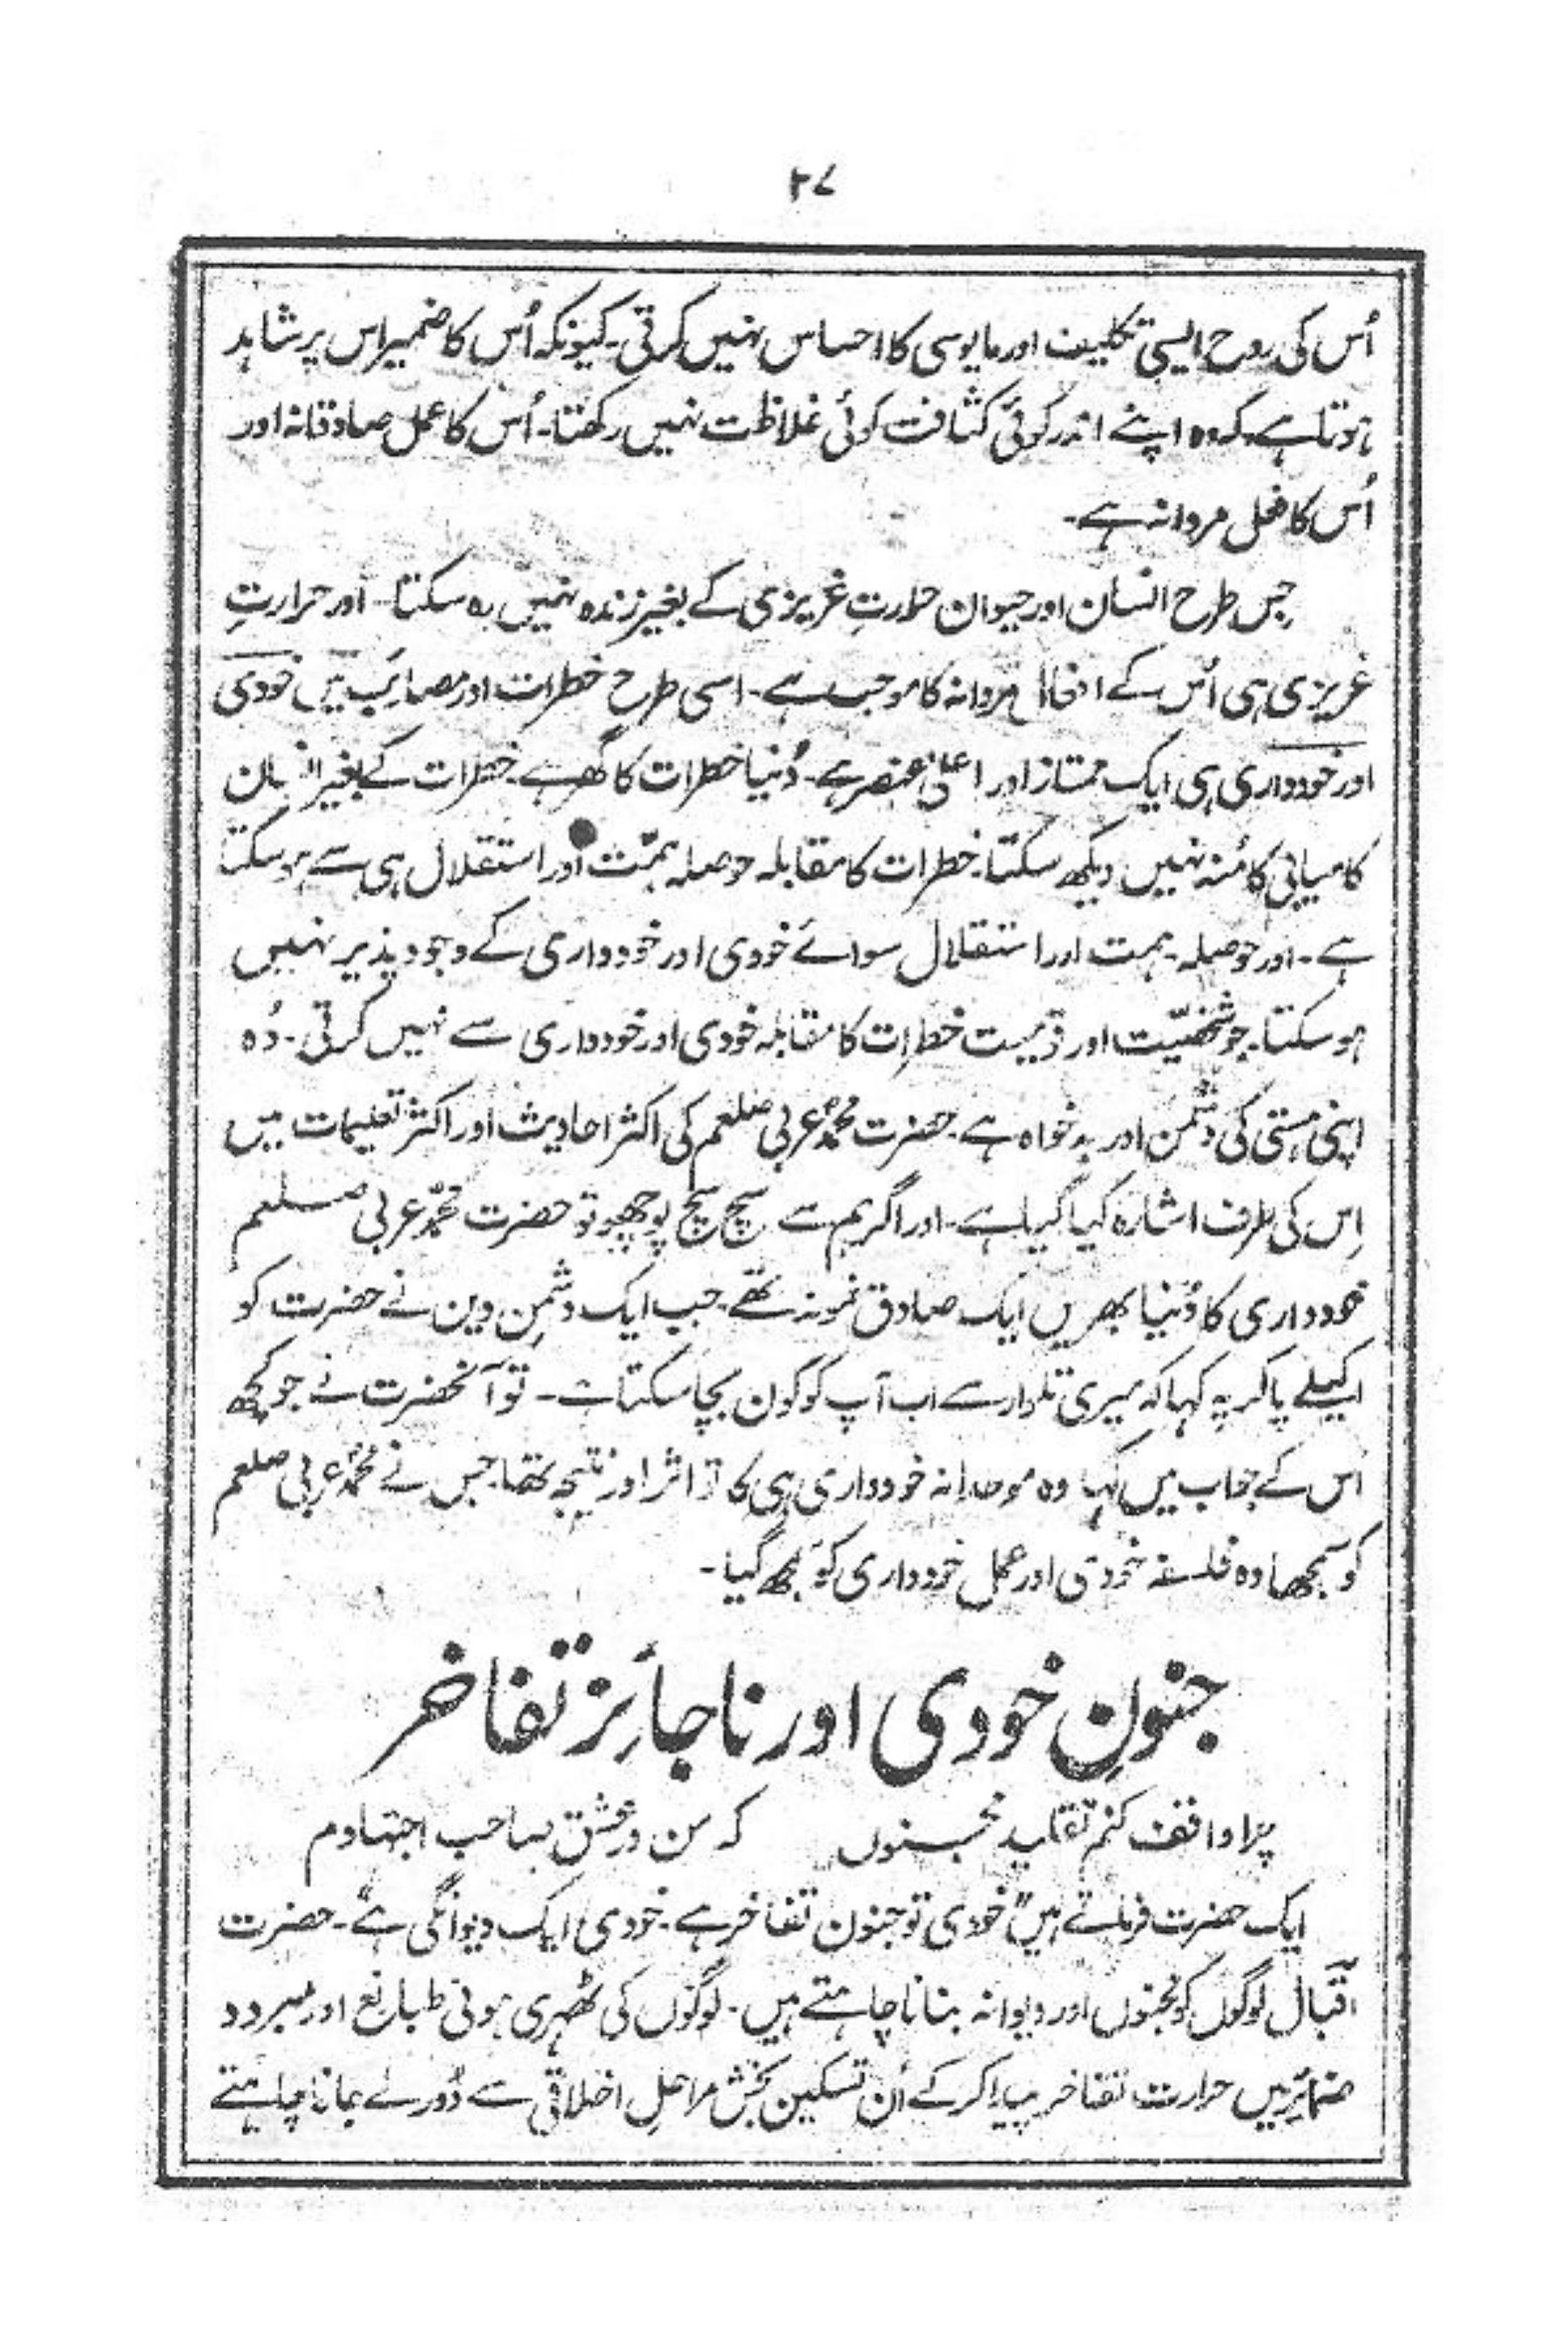 ۲۷
اُس کی روح ایسی تکلیف اور مایوسی کا احساس نہیں کرتی۔ کیونکہ اُس کا ضمیر اس پر شاہد
ہوتا ہے کہ وہ اپنے اندر کوئی کثافت کوئی غلاظت نہیں رکھتا۔ اُس کا عمل صادقانہ اور
اُس کا فعل مردانہ ہے۔
جس طرح انسان اور حیوان حرارتِ غریزی کے بغیر زندہ نہیں رہ سکتا۔ اور حرارتِ
غریزی ہی اُس کے افعال مردانہ کا موجب ہے۔ اسی طرح خطرات اور مصائب میں خودی
اور خودداری ہی ایک ممتاز اور اعلیٰ عنصر ہے۔ دُنیا خطرات کا گھر ہے۔ خطرات کے بغیر انسان
کامیابی کا مُنہ نہیں دیکھ سکتا۔ خطرات کا مقابلہ حوصلہ ہمّت اور استقلال ہی سے ہو سکتا
ہے۔ اور حوصلہ۔ ہمت اور استقلال سوائے خودی اور خودداری کے وجود پذیر نہیں
ہو سکتا۔ جو شخصیّت اور قومیت خطرات کا مقابلہ خودی اور خودداری سے نہیں کرتی۔ وُہ
اپنی ہستی کی دشمن اور بدخواہ ہے۔ حضرت محمدؐ عربی صلعم کی اکثر احادیث اور اکثر تعلیمات میں
اِس کی طرف اشارہ کیا گیا ہے۔ اور اگر ہم سے سچ سچ پوچھو تو حضرت محمدؐ عربی صلعم
خودداری کا دُنیا بھر میں ایک صادق نمونہ تھے۔ جب ایک دشمنِ دین نے حضرت کو
اکیلے پا کر یہ کہا کہ میری تلوار سے اب آپ کو کون بچا سکتا ہے۔ تو آنحضرت نے جو کچھ
اس کے جواب میں کہا وہ موحدانہ خودداری ہی کا اثر اور نتیجہ تھا۔ جس نے محمدؐ عربی صلعم
کو سمجھا وہ فلسفہ خودی اور عمل خودداری کو سمجھ گیا۔
جنونِ خودی اور ناجائز تفاخر
چرا واقف کنم تقلید مجنوں که من در عشق صاحب اجتہادم
ایک حضرت فرماتے ہیں "خودی تو جنون تفاخر ہے۔ خودی ایک دیوانگی ہے"۔ حضرت
اقبال لوگوں کو مجنوں اور دیوانہ بنانا چاہتے ہیں۔ لوگوں کی ٹھہری ہوئی طبائع اور سرد
ضمائر میں حرارت تفاخر پیدا کر کے اُن تسکین بخش مراحل اخلاقی سے دُور لے جانا چاہتے